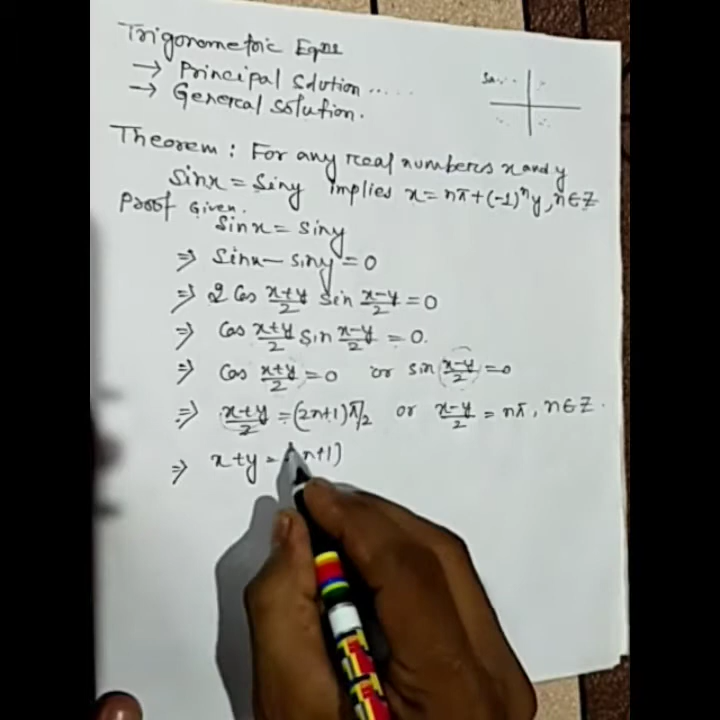 Trigonometric Eqns
→ Principal Solution .....
→ General Solution.
Theorem : For any real numbers x and y
Sinx = Siny implies x = nπ + (-1)ⁿy, n ∈ Z
Proof Given.
Sinx = Siny
⇒ Sinx - Siny = 0
⇒ 2 Cos (x+y)/2 Sin (x-y)/2 = 0
⇒ Cos (x+y)/2 Sin (x-y)/2 = 0.
⇒ Cos (x+y)/2 = 0 or sin (x-y)/2 = 0
⇒ (x+y)/2 = (2n+1)π/2 or (x-y)/2 = nπ, n ∈ Z.
⇒ x+y = n+1)